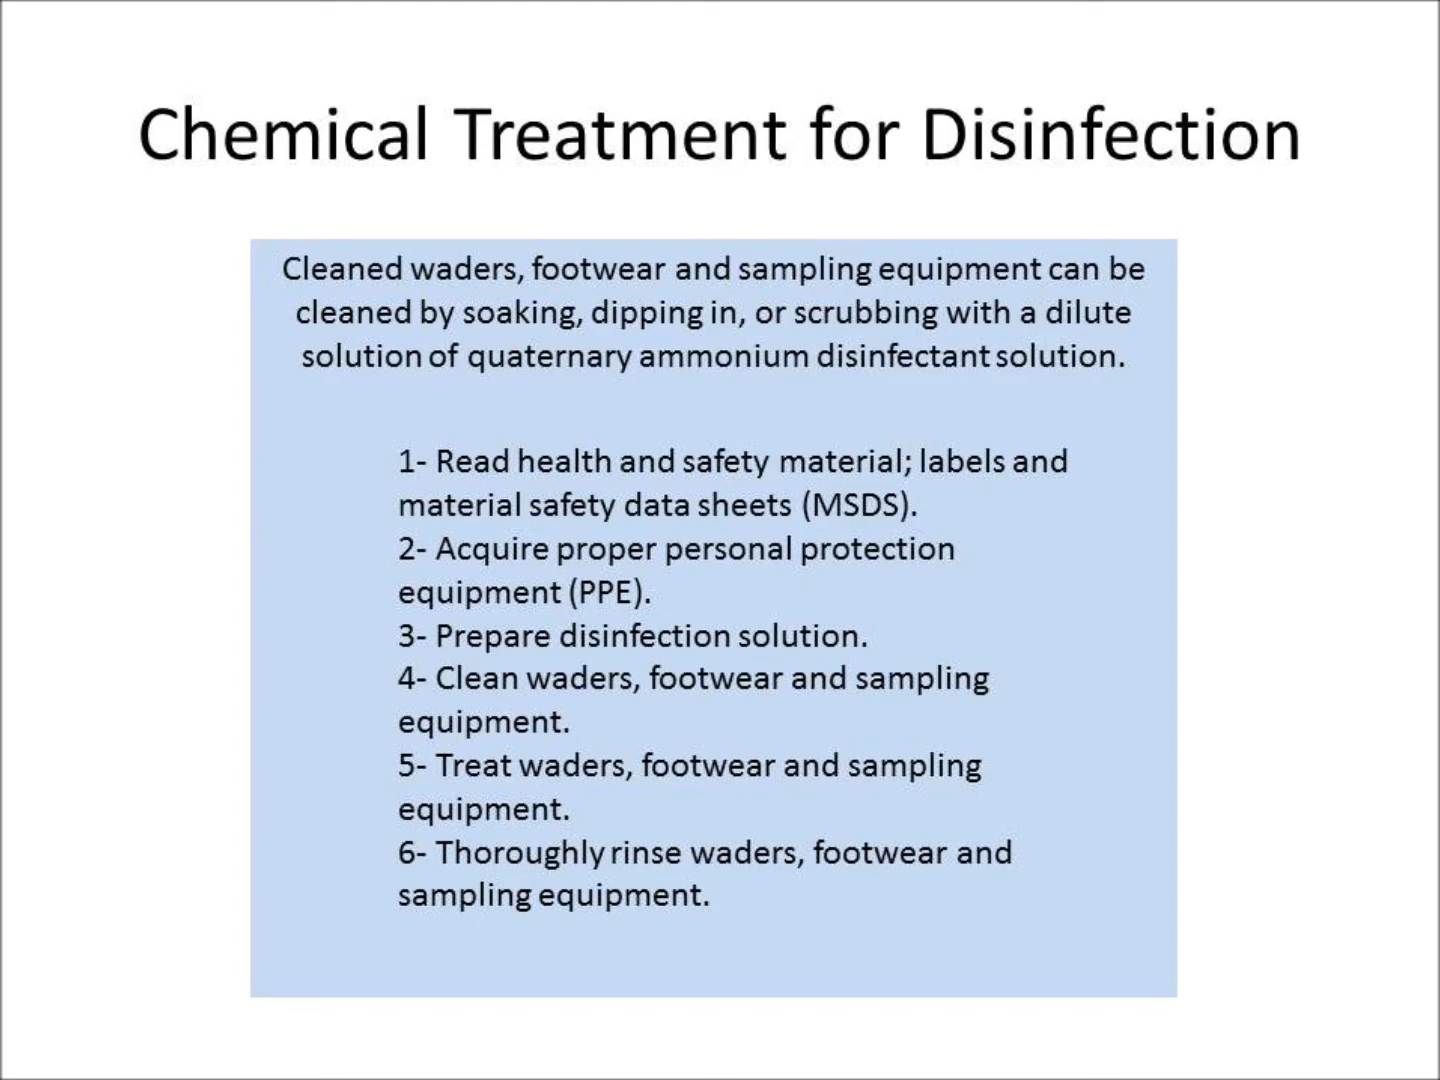 Chemical Treatment for Disinfection
Cleaned waders, footwear and sampling equipment can be
cleaned by soaking, dipping in, or scrubbing with a dilute
solution of quaternary ammonium disinfectant solution.
1- Read health and safety material; labels and
material safety data sheets (MSDS).
2- Acquire proper personal protection
equipment (PPE).
3- Prepare disinfection solution.
4- Clean waders, footwear and sampling
equipment.
5- Treat waders, footwear and sampling
equipment.
6- Thoroughly rinse waders, footwear and
sampling equipment.